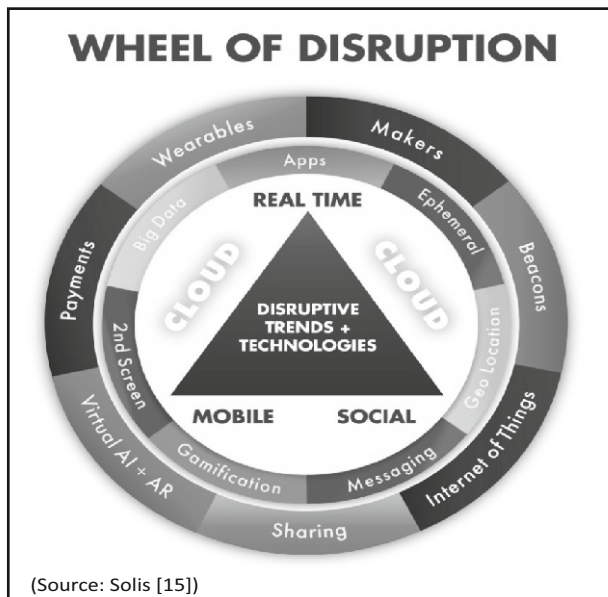 WHEEL OF DISRUPTION
Wearables
Makers
Beacons
Internet of Things
Sharing
Virtual AI + AR
Payments
Apps
Ephemeral
Geo Location
Messaging
Gamification
2nd Screen
Big Data
REAL TIME
CLOUD
CLOUD
DISRUPTIVE
TRENDS +
TECHNOLOGIES
MOBILE
SOCIAL
(Source: Solis [15])